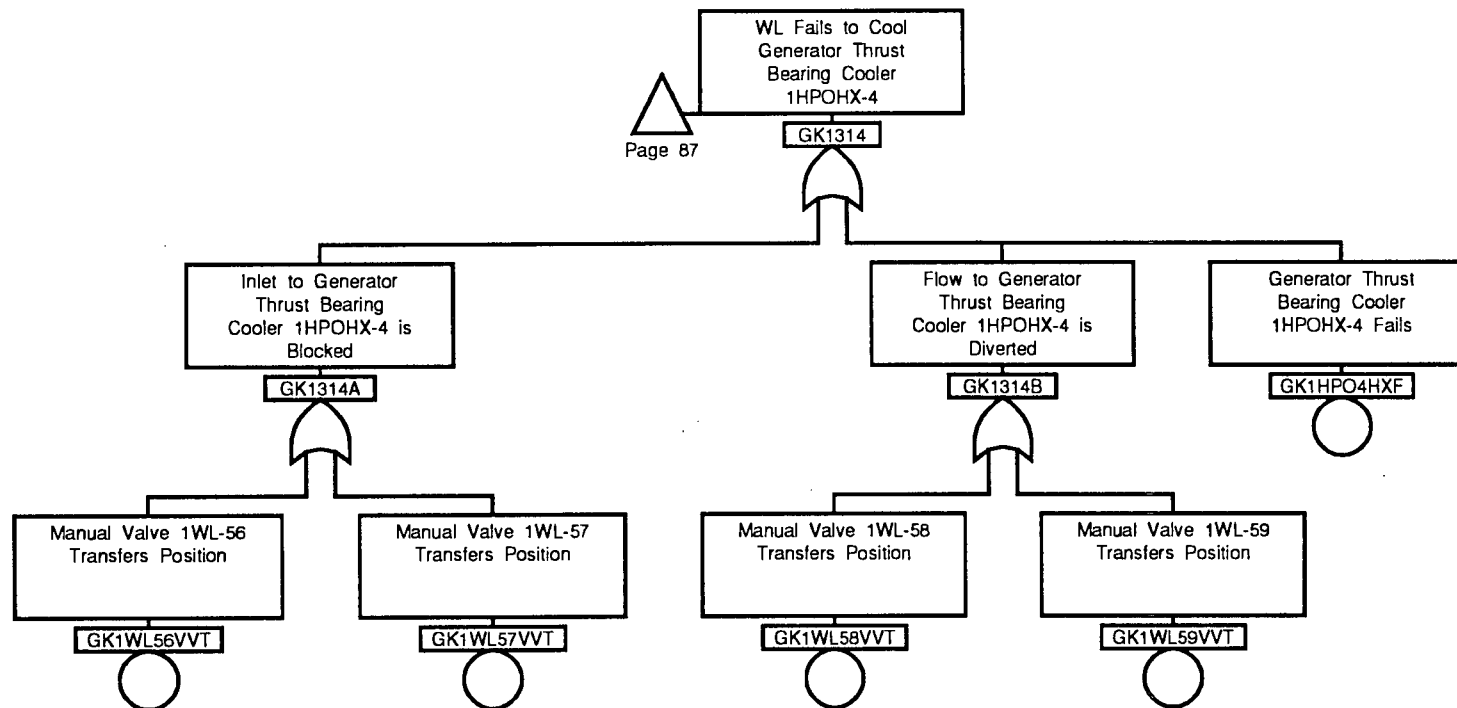 WL Fails to Cool
Generator Thrust
Bearing Cooler
1HPOHX-4
Page 87
GK1314
Inlet to Generator
Thrust Bearing
Cooler 1HPOHX-4 is
Blocked
GK1314A
Flow to Generator
Thrust Bearing
Cooler 1HPOHX-4 is
Diverted
GK1314B
Generator Thrust
Bearing Cooler
1HPOHX-4 Fails
GK1HPO4HXF
Manual Valve 1WL-56
Transfers Position
GK1WL56VVT
Manual Valve 1WL-57
Transfers Position
GK1WL57VVT
Manual Valve 1WL-58
Transfers Position
GK1WL58VVT
Manual Valve 1WL-59
Transfers Position
GK1WL59VVT